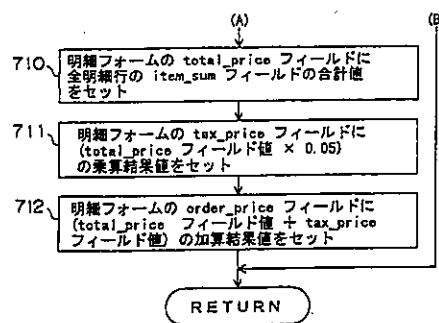 (A)
(B)
710
明細フォームの total_price フィールドに
全明細行の item_sum フィールドの合計値
をセット
711
明細フォームの tax_price フィールドに
(total_price フィールド値 × 0.05)
の乗算結果値をセット
712
明細フォームの order_price フィールドに
(total_price フィールド値 + tax_price
フィールド値) の加算結果値をセット
RETURN